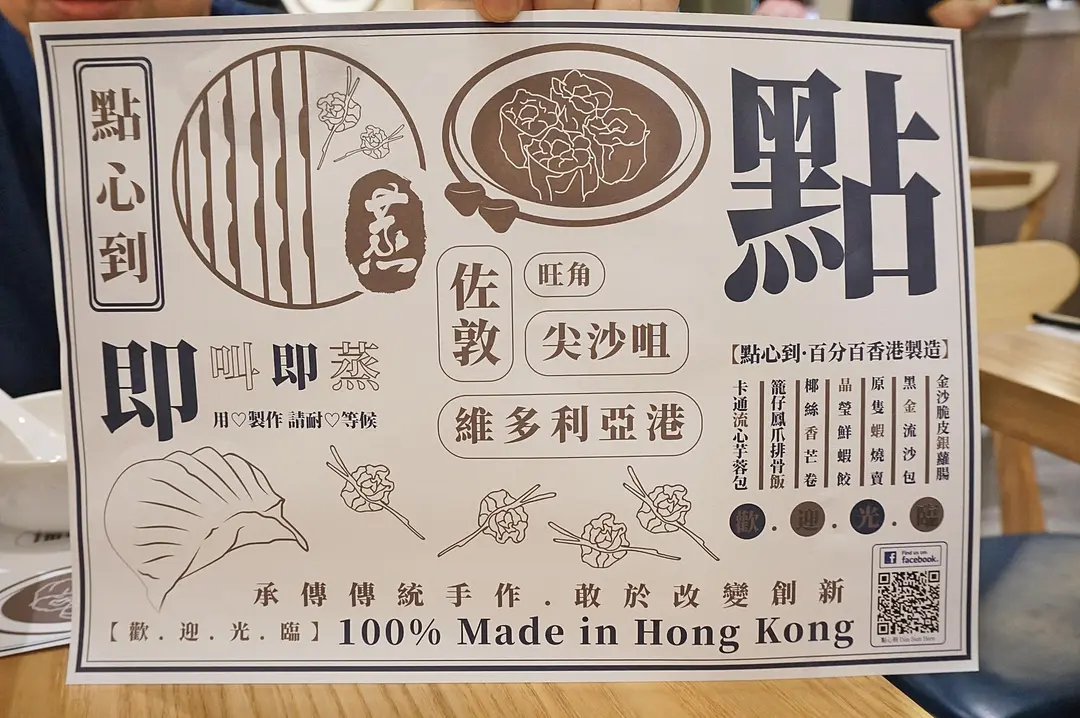 點心到
蒸
點
佐敦
旺角
尖沙咀
維多利亞港
即叫即蒸
用♡製作 請耐♡等候
【點心到·百分百香港製造】
金沙脆皮銀蘿腸
黑金流沙包
原隻蝦燒賣
晶瑩鮮蝦餃
椰絲香芒卷
籠仔鳳爪排骨飯
卡通流心芋蓉包
歡.迎.光.臨
承傳傳統手作.敢於改變創新
【歡.迎.光.臨】100% Made in Hong Kong
Find us on:
facebook.